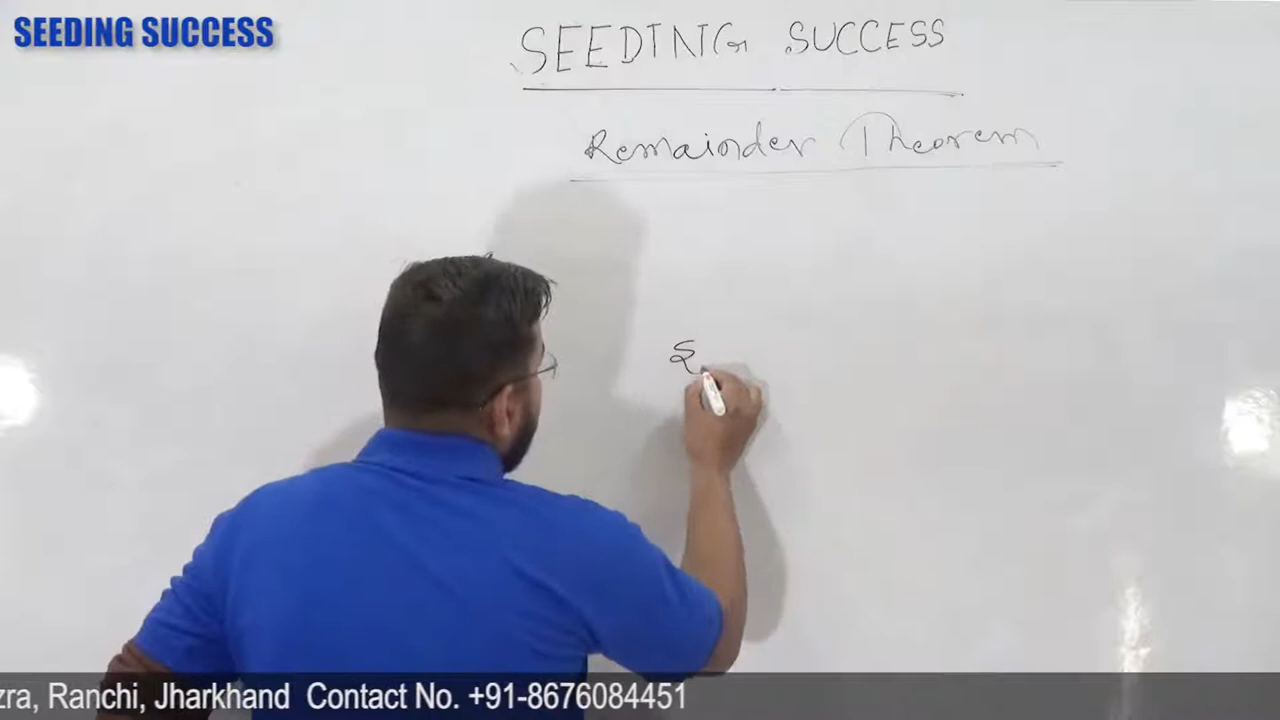 SEEDING SUCCESS
SEEDING SUCCESS
Remainder Theorem
zra, Ranchi, Jharkhand Contact No. +91-8676084451